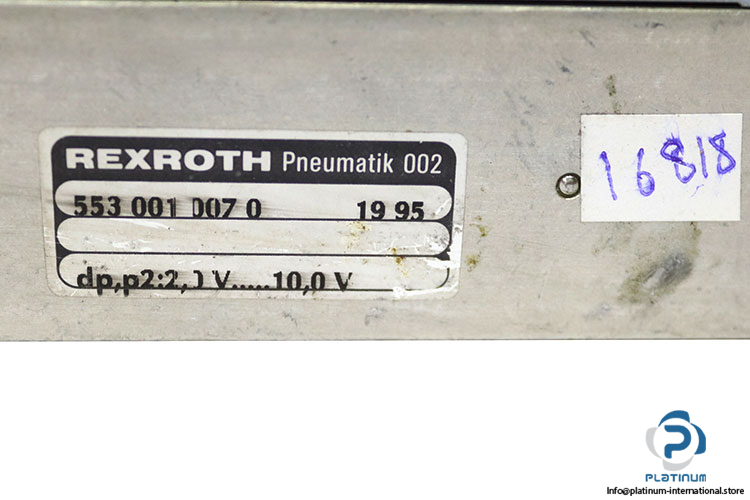 REXROTH Pneumatik 002
553 001 007 0 19 95
dp,p2:2,0 V.....10,0 V
16818
PLATINUM
Info@platinum-international.store